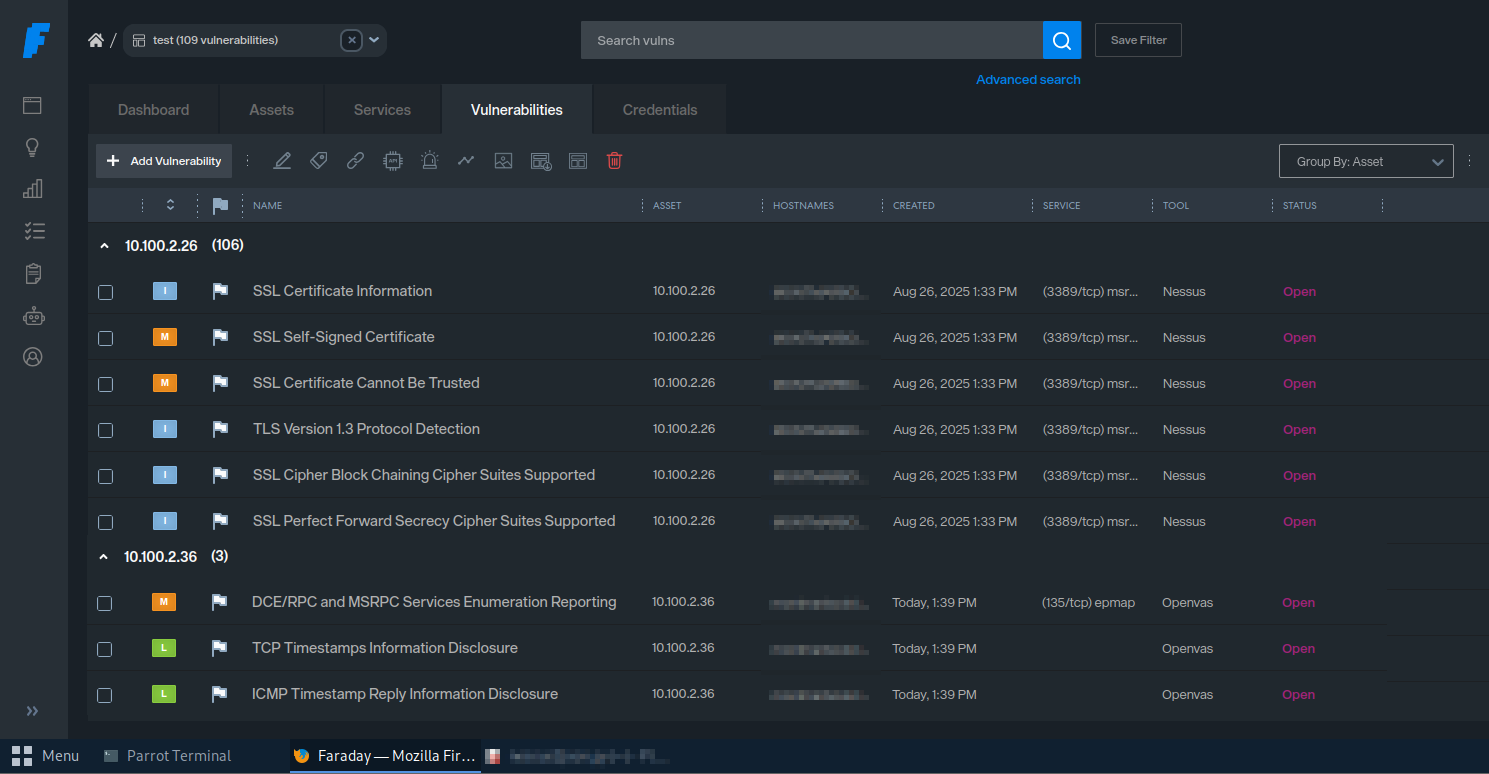 / test (109 vulnerabilities)
Search vulns
Save Filter
Advanced search
Dashboard Assets Services Vulnerabilities Credentials
Add Vulnerability
Group By: Asset
NAME ASSET HOSTNAMES CREATED SERVICE TOOL STATUS
10.100.2.26 (106)
I SSL Certificate Information 10.100.2.26 Aug 26, 2025 1:33 PM (3389/tcp) msr... Nessus Open
M SSL Self-Signed Certificate 10.100.2.26 Aug 26, 2025 1:33 PM (3389/tcp) msr... Nessus Open
M SSL Certificate Cannot Be Trusted 10.100.2.26 Aug 26, 2025 1:33 PM (3389/tcp) msr... Nessus Open
I TLS Version 1.3 Protocol Detection 10.100.2.26 Aug 26, 2025 1:33 PM (3389/tcp) msr... Nessus Open
I SSL Cipher Block Chaining Cipher Suites Supported 10.100.2.26 Aug 26, 2025 1:33 PM (3389/tcp) msr... Nessus Open
I SSL Perfect Forward Secrecy Cipher Suites Supported 10.100.2.26 Aug 26, 2025 1:33 PM (3389/tcp) msr... Nessus Open
10.100.2.36 (3)
M DCE/RPC and MSRPC Services Enumeration Reporting 10.100.2.36 Today, 1:39 PM (135/tcp) epmap Openvas Open
L TCP Timestamps Information Disclosure 10.100.2.36 Today, 1:39 PM Openvas Open
L ICMP Timestamp Reply Information Disclosure 10.100.2.36 Today, 1:39 PM Openvas Open
Menu Parrot Terminal Faraday — Mozilla Fir...